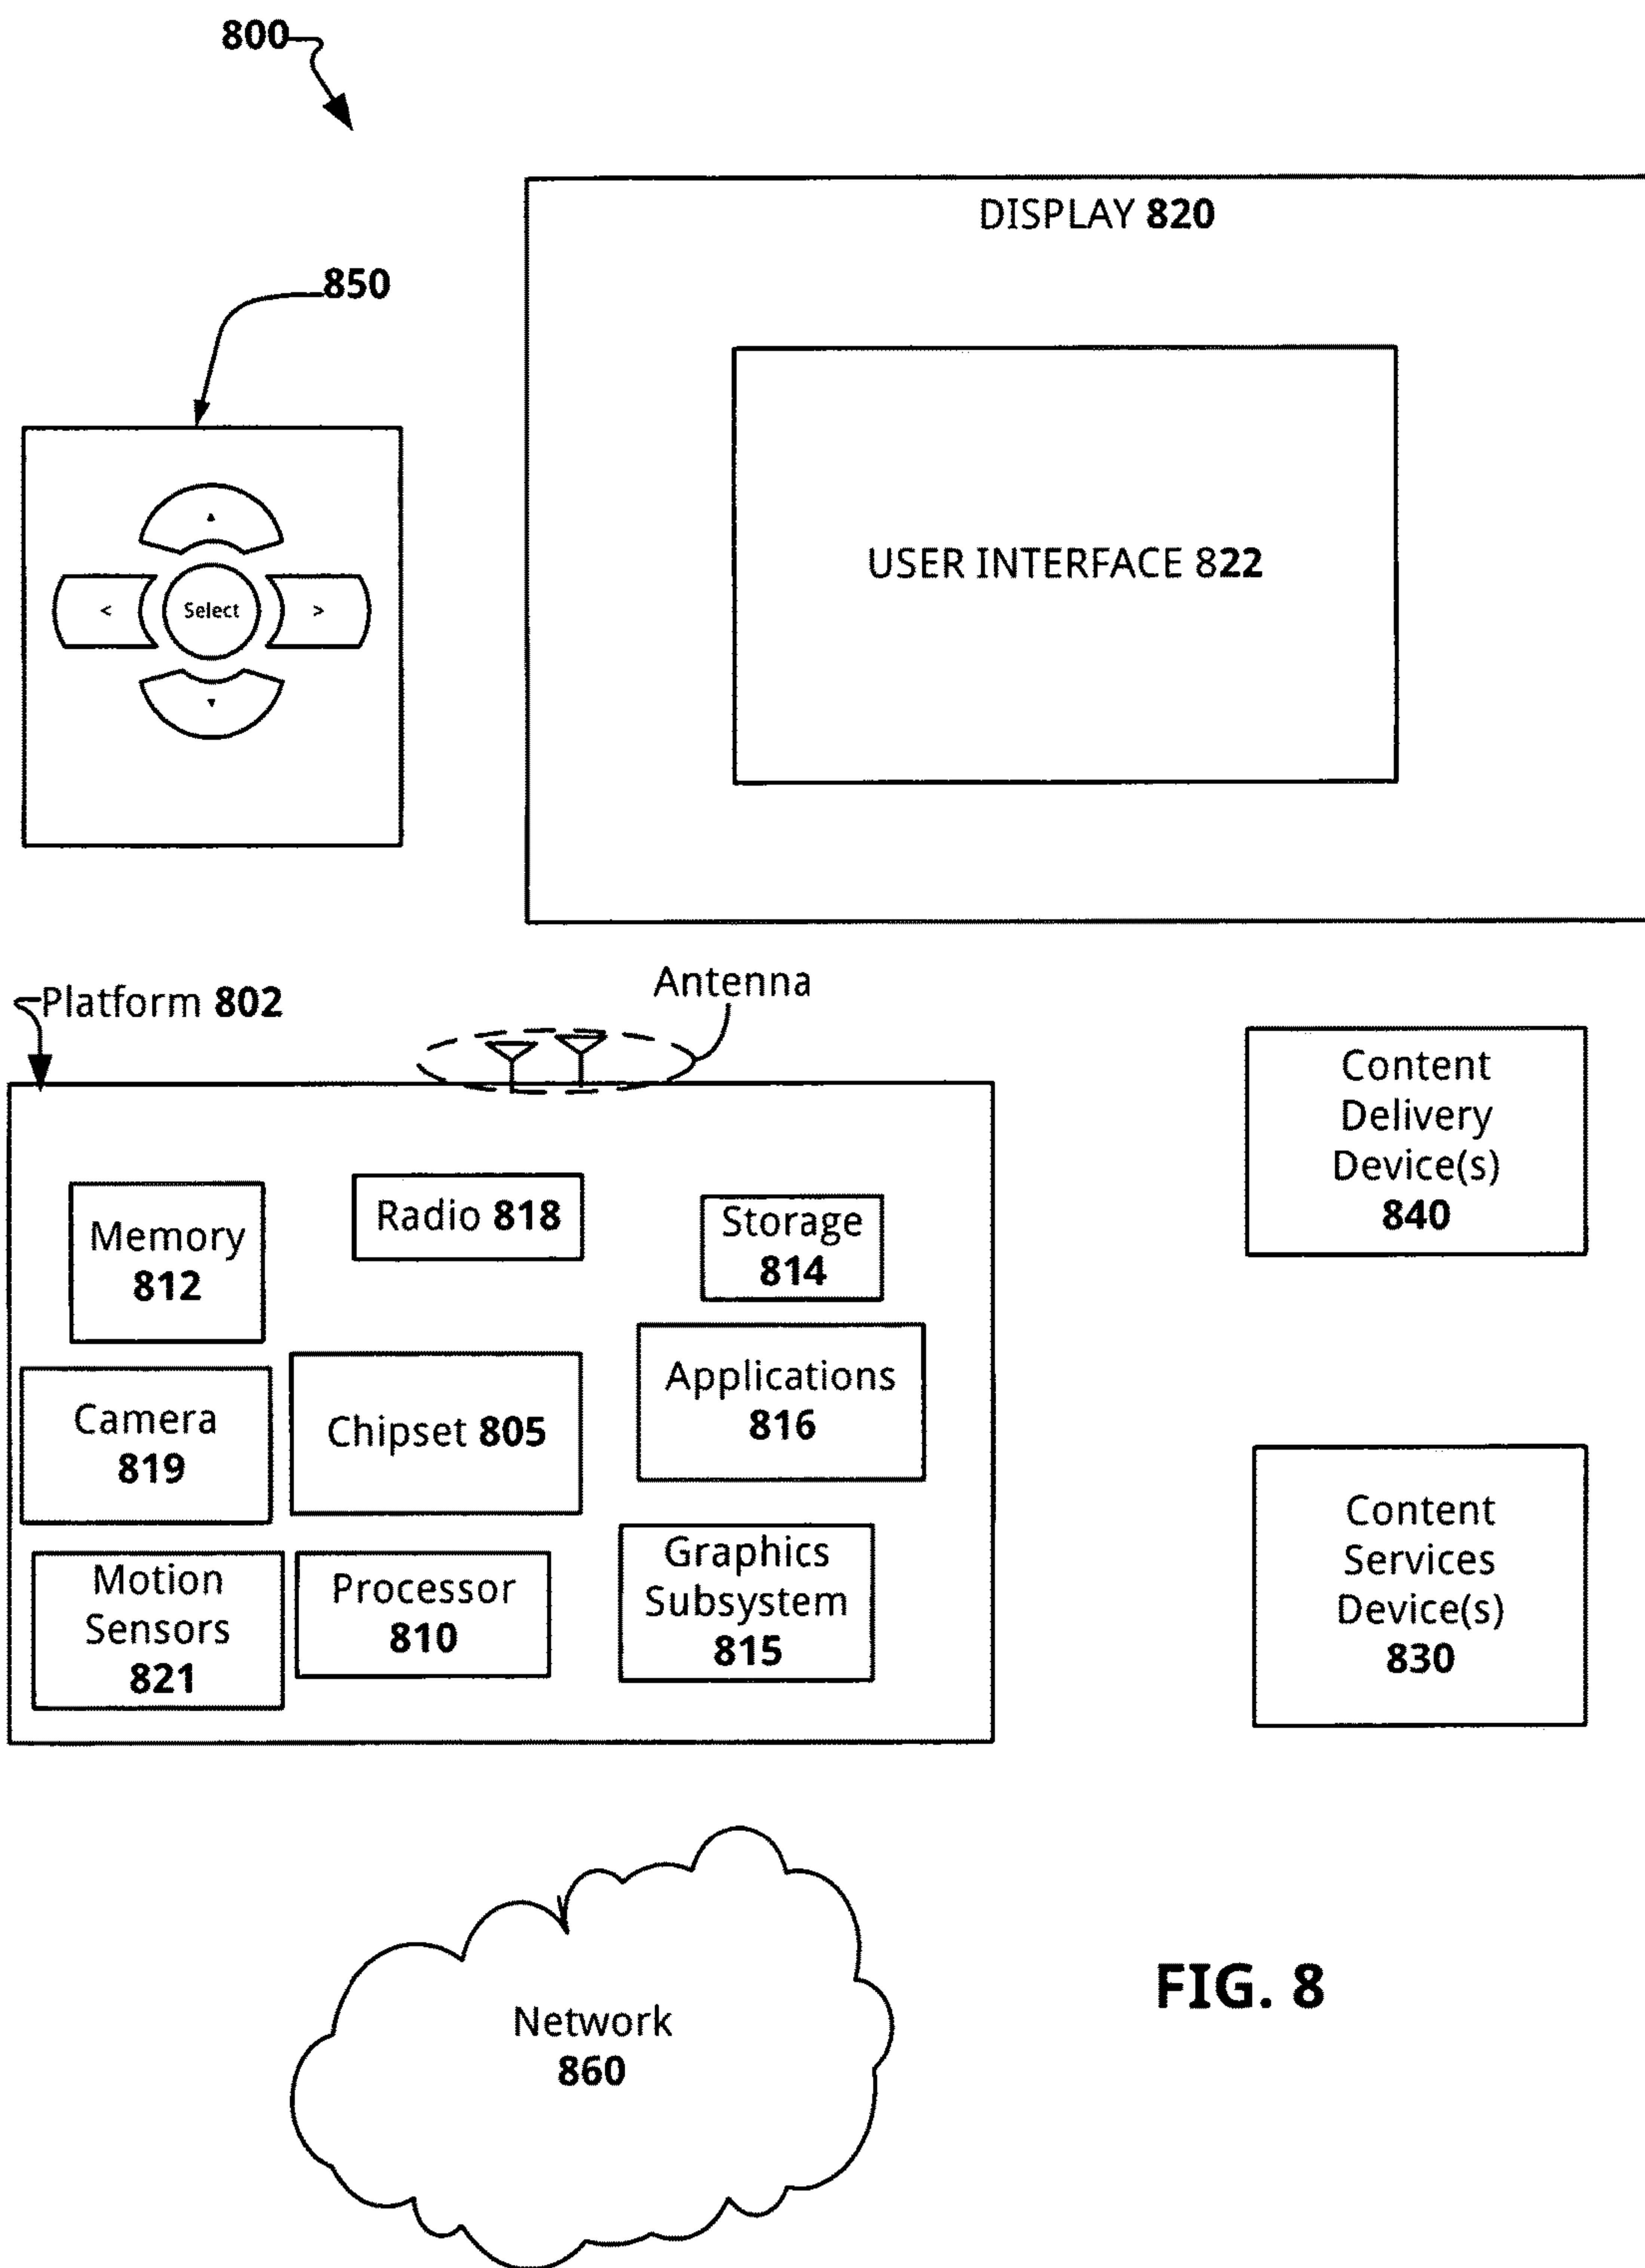 800
DISPLAY 820
850
USER INTERFACE 822
<
Select
>
Antenna
Platform 802
Content
Delivery
Device(s)
840
Memory
812
Radio 818
Storage
814
Camera
819
Chipset 805
Applications
816
Motion
Sensors
821
Processor
810
Graphics
Subsystem
815
Content
Services
Device(s)
830
Network
860
FIG. 8